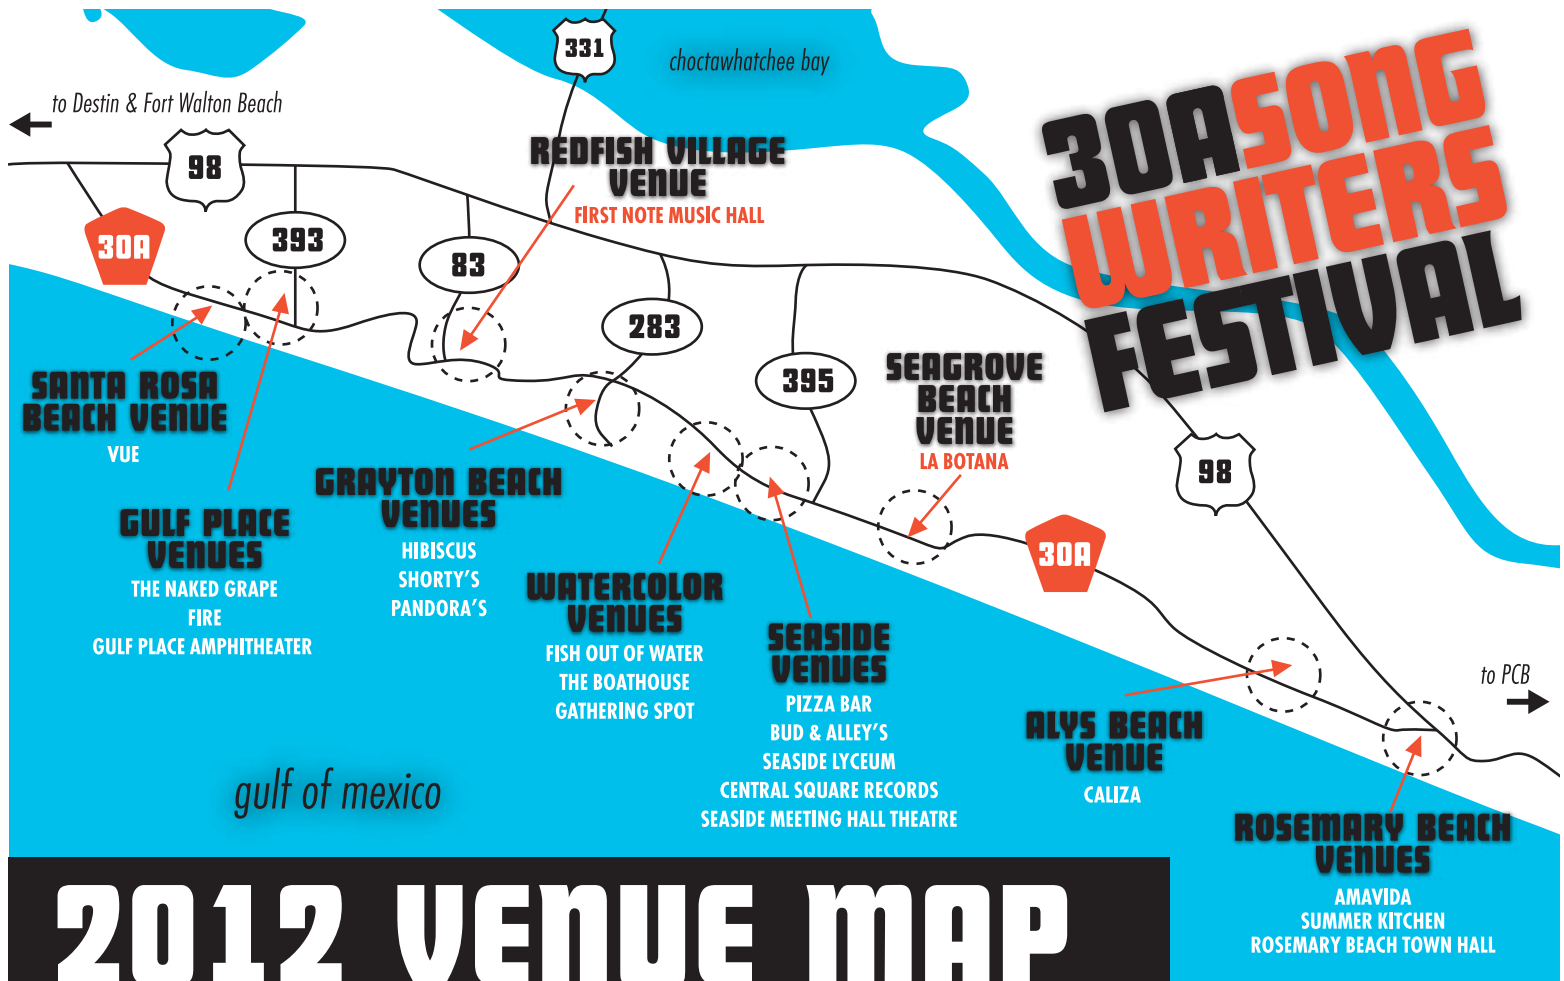 331
choctawhatchee bay
to Destin & Fort Walton Beach
98
30A
393
83
283
395
98
30A
30A SONG
WRITERS
FESTIVAL
REDFISH VILLAGE
VENUE
FIRST NOTE MUSIC HALL
SANTA ROSA
BEACH VENUE
VUE
GULF PLACE
VENUES
THE NAKED GRAPE
FIRE
GULF PLACE AMPHITHEATER
GRAYTON BEACH
VENUES
HIBISCUS
SHORTY'S
PANDORA'S
WATERCOLOR
VENUES
FISH OUT OF WATER
THE BOATHOUSE
GATHERING SPOT
SEASIDE
VENUES
PIZZA BAR
BUD & ALLEY'S
SEASIDE LYCEUM
CENTRAL SQUARE RECORDS
SEASIDE MEETING HALL THEATRE
SEAGROVE
BEACH
VENUE
LA BOTANA
ALYS BEACH
VENUE
CALIZA
to PCB
ROSEMARY BEACH
VENUES
AMAVIDA
SUMMER KITCHEN
ROSEMARY BEACH TOWN HALL
gulf of mexico
2012 VENUE MAP